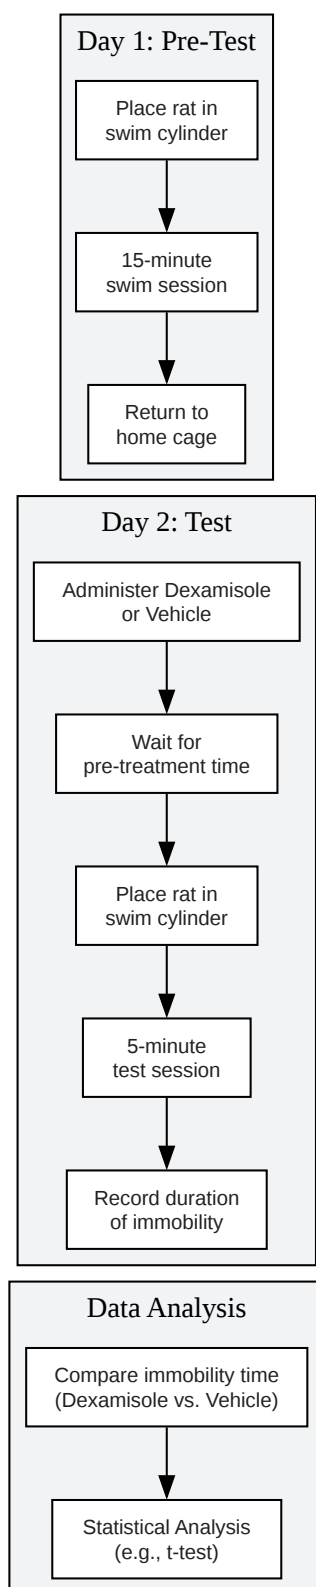 Day 1: Pre-Test
Place rat in
swim cylinder
15-minute
swim session
Return to
home cage
Day 2: Test
Administer Dexamisole
or Vehicle
Wait for
pre-treatment time
Place rat in
swim cylinder
5-minute
test session
Record duration
of immobility
Data Analysis
Compare immobility time
(Dexamisole vs. Vehicle)
Statistical Analysis
(e.g., t-test)